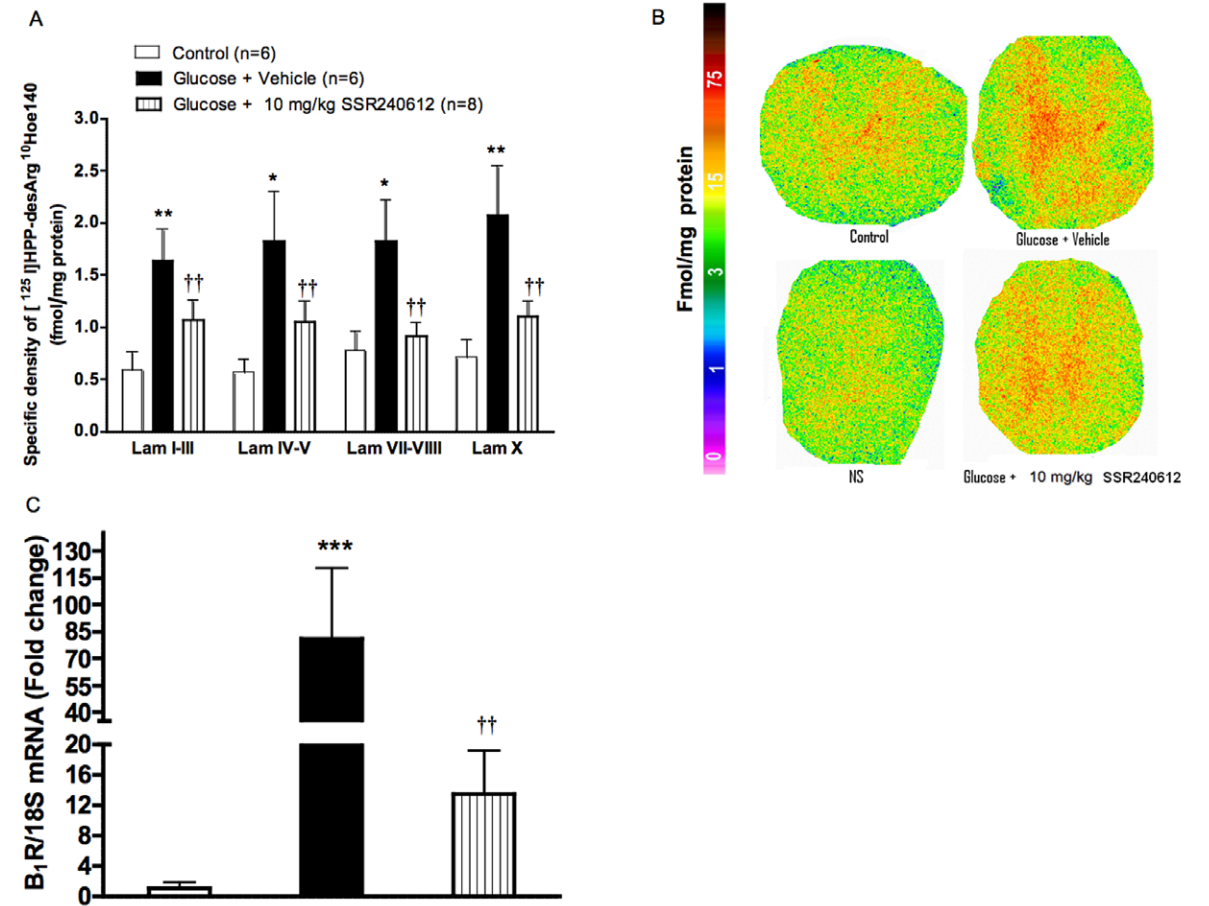 A
Control (n=6)
Glucose + Vehicle (n=6)
Glucose + 10 mg/kg SSR240612 (n=8)
Specific density of [ 125 I]HPP-desArg 10Hoe140
(fmol/mg protein)
3.0
2.5
2.0
1.5
1.0
0.5
0.0
** * * **
†† †† †† ††
Lam I-III Lam IV-V Lam VII-VIIII Lam X
B
Fmol/mg protein
75
15
3
1
0
Control Glucose + Vehicle
NS Glucose + 10 mg/kg SSR240612
C
B1R/18S mRNA (Fold change)
130
115
100
85
70
55
40
20
16
12
8
4
0
***
††